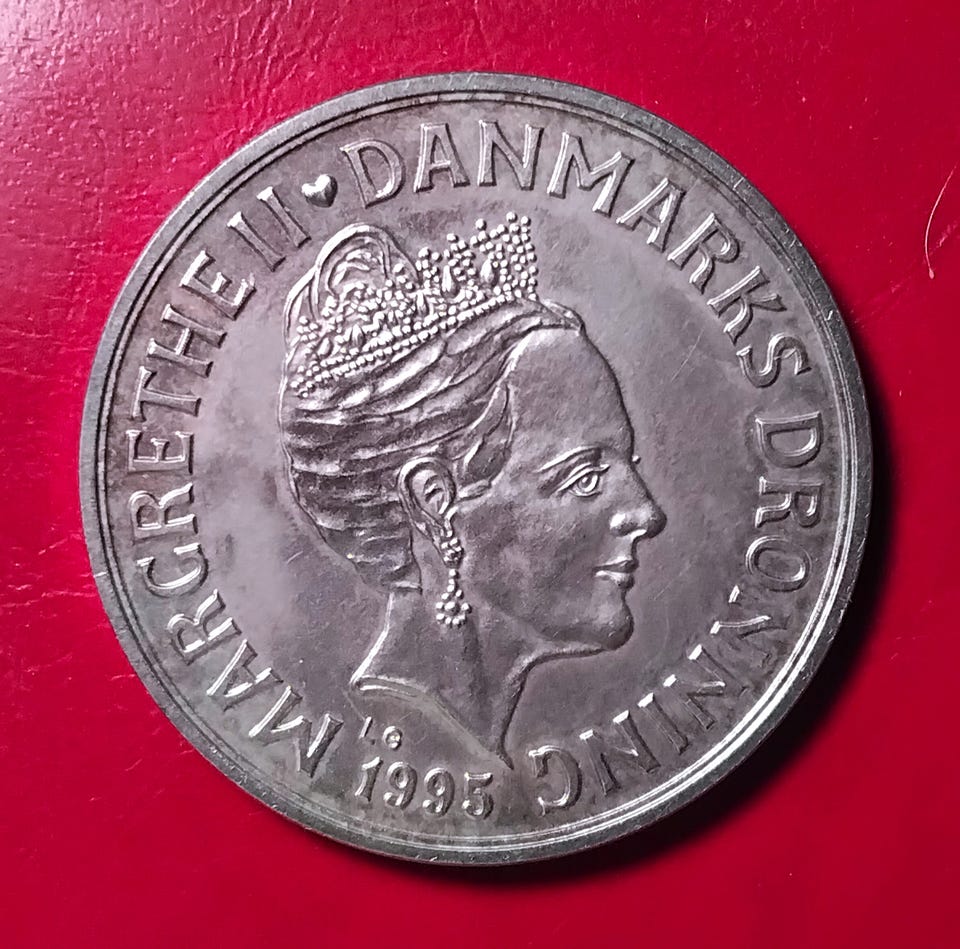 MARGRETHE II ♥ DANMARKS DRONNING
LG
1995